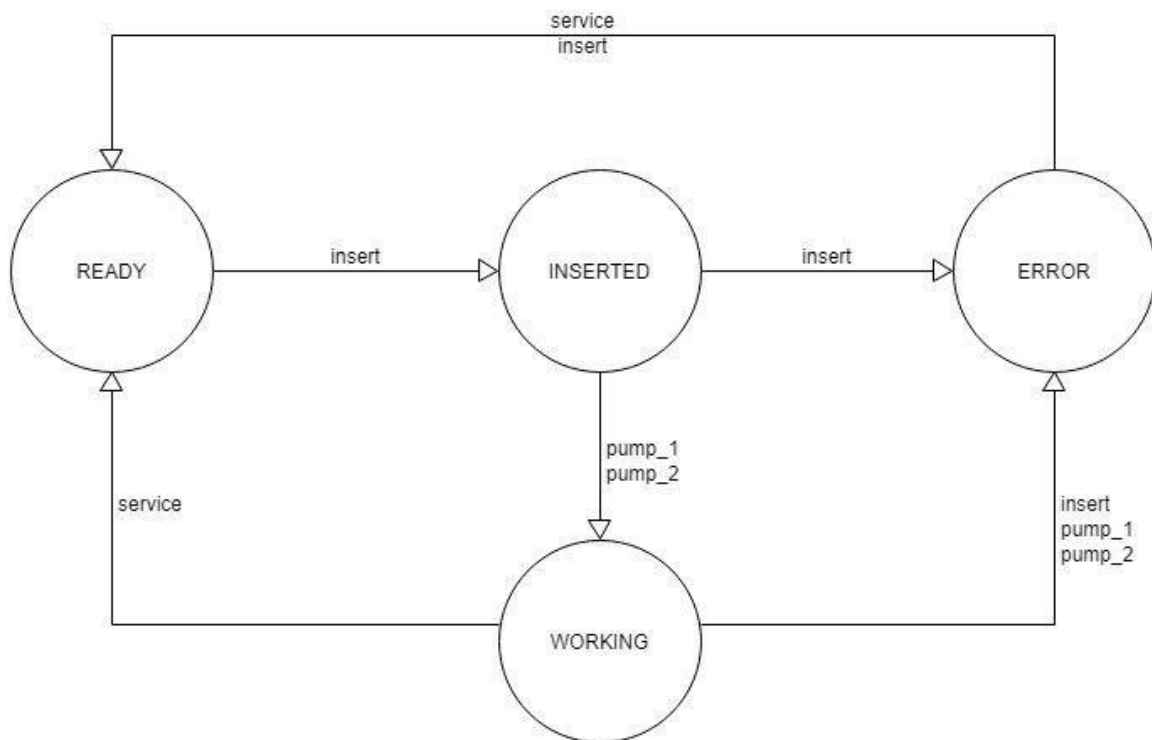 service
insert
READY
insert
INSERTED
insert
ERROR
pump_1
pump_2
service
insert
pump_1
pump_2
WORKING